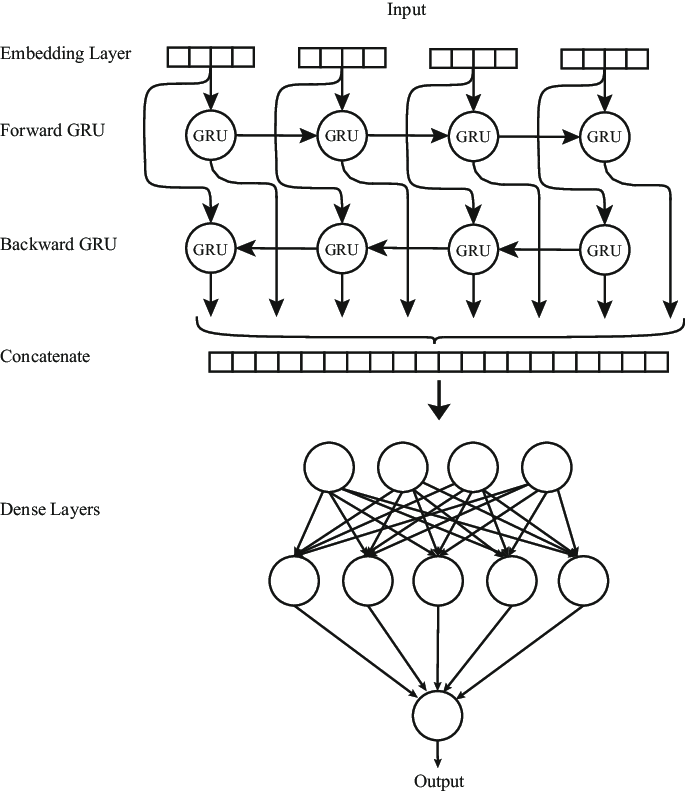 Input
Embedding Layer
Forward GRU
GRU GRU GRU GRU
Backward GRU
GRU GRU GRU GRU
Concatenate
Dense Layers
Output